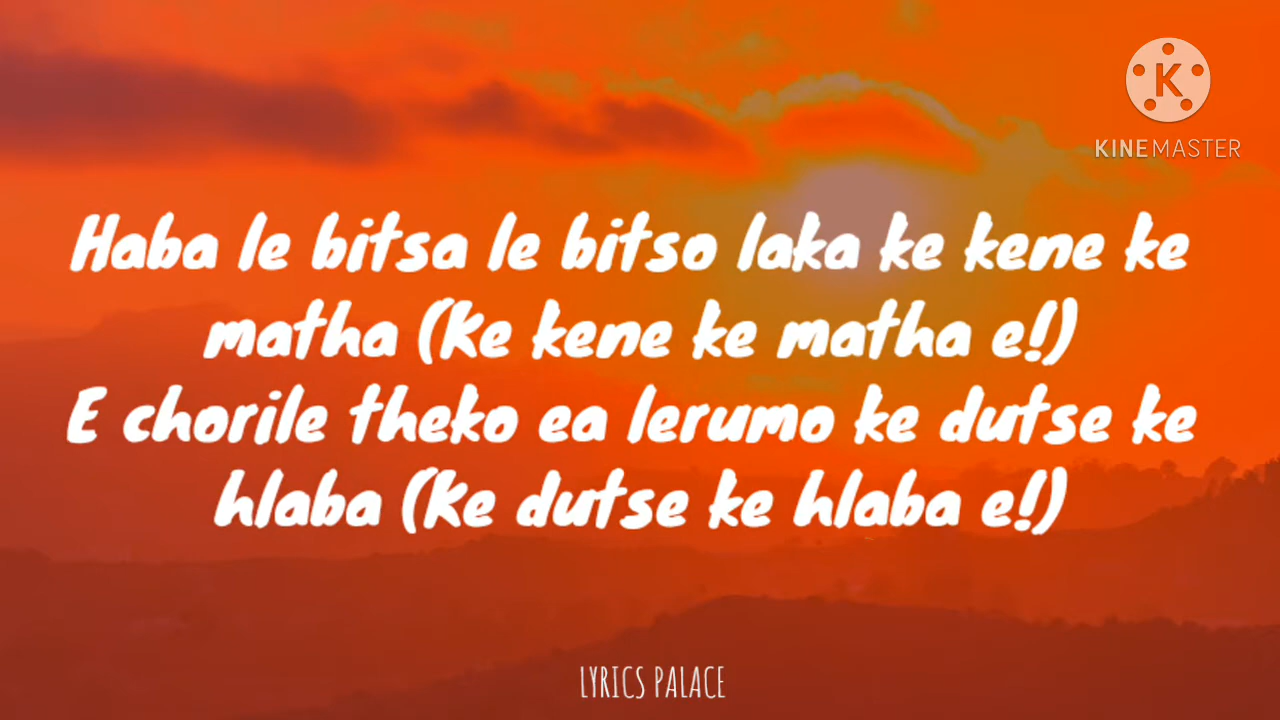 K
KINEMASTER
Haba le bitsa le bitso laka ke kene ke
matha (Ke kene ke matha e!)
E chorile theko ea lerumo ke dutse ke
hlaba (Ke dutse ke hlaba e!)
LYRICS PALACE